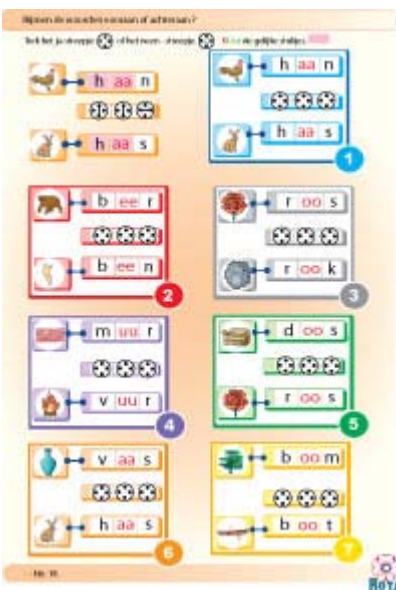 Rijmen de woorden vooraan of achteraan?
h aa n
h aa s
h aa n
h aa s
1
b ee r
b ee n
2
r oo s
r oo k
3
m uu r
v uu r
4
d oo s
r oo s
5
v aa s
h aa s
6
b oo m
b oo t
7